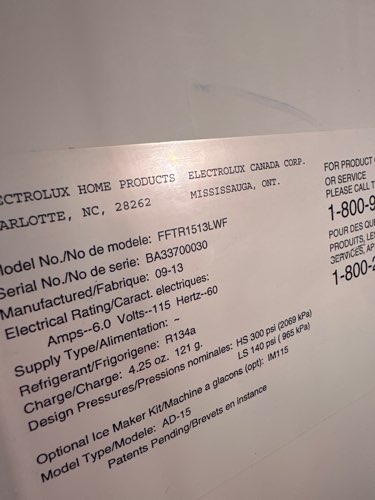 ECTROLUX HOME PRODUCTS ELECTROLUX CANADA CORP.
ARLOTTE, NC, 28262 MISSISSAUGA, ONT.
Model No./No de modele: FFTR1513LWF
Serial No./No de serie: BA33700030
Manufactured/Fabrique: 09-13
Electrical Rating/Caract. electriques:
Amps--6.0 Volts--115 Hertz--60
Supply Type/Alimentation: ~
Refrigerant/Frigorigene: R134a
Charge/Charge: 4.25 oz. 121 g.
Design Pressures/Pressions nominales: HS 300 psi (2069 kPa)
LS 140 psi ( 965 kPa)
Optional Ice Maker Kit/Machine a glacons (opt): IM115
Model Type/Modele: AD-15
Patents Pending/Brevets en Instance
FOR PRODUCT
OR SERVICE
PLEASE CALL T
1-800-9
POUR DES QUE
PRODUITS, LES
SERVICES, AP
1-800-2